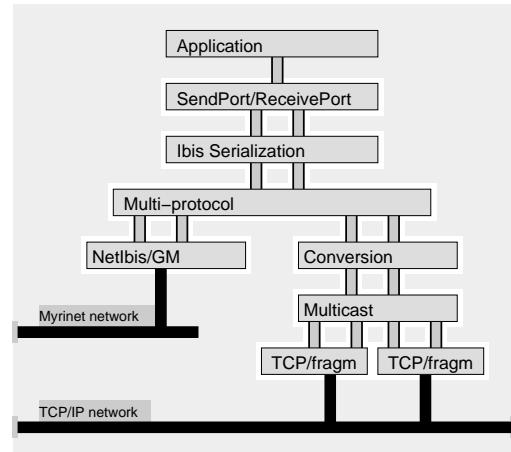 Application
SendPort/ReceivePort
Ibis Serialization
Multi−protocol
NetIbis/GM
Conversion
Myrinet network
Multicast
TCP/fragm
TCP/fragm
TCP/IP network